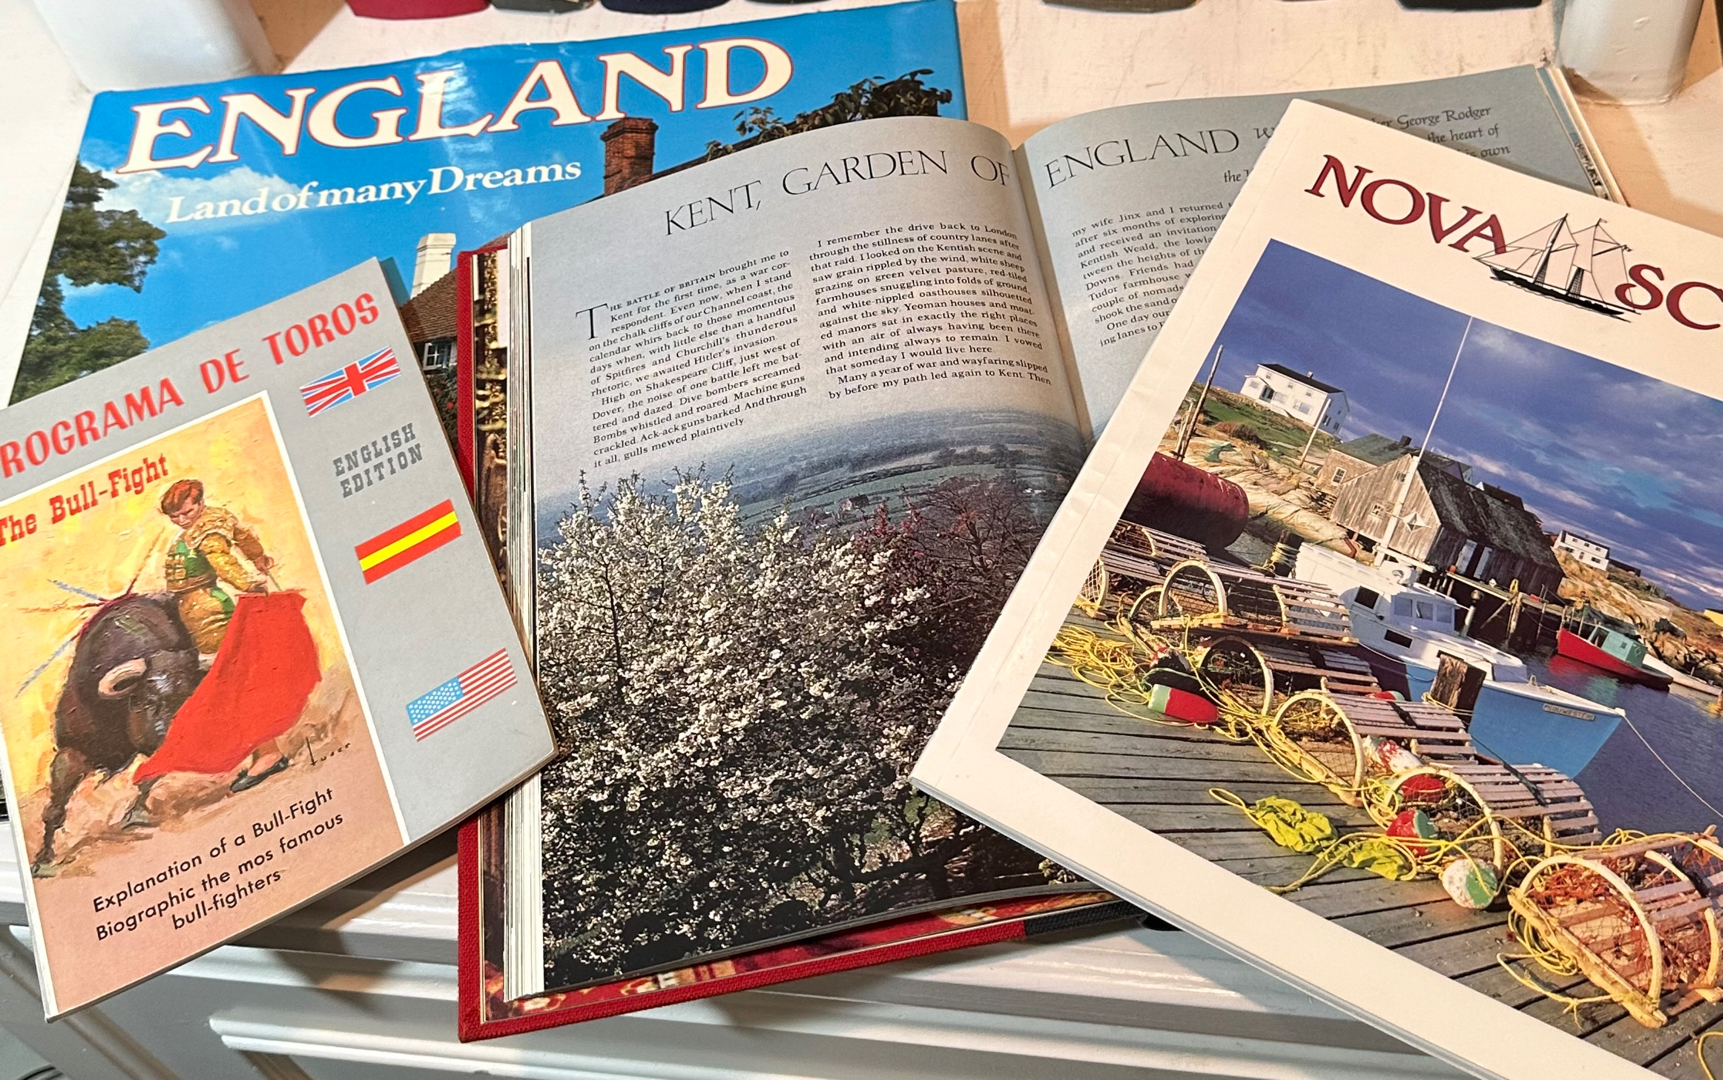 ENGLAND
Land of many Dreams
PROGRAMA DE TOROS
The Bull-Fight
ENGLISH
EDITION
Explanation of a Bull-Fight
Biographic the mos famous
bull-fighters
KENT, GARDEN OF ENGLAND
THE BATTLE OF BRITAIN brought me to
Kent for the first time, as a war cor-
respondent. Even now, when I stand
on the chalk cliffs of our Channel coast, the
calendar whirs back to those momentous
days when, with little else than a handful
of Spitfires and Churchill's thunderous
rhetoric, we awaited Hitler's invasion
High on Shakespeare Cliff, just west of
Dover, the noise of one battle left me bat-
tered and dazed. Dive bombers screamed
Bombs whistled and roared. Machine guns
crackled. Ack-ack guns barked. And through
it all, gulls mewed plaintively
I remember the drive back to London
through the stillness of country lanes after
that raid. I looked on the Kentish scene and
saw grain rippled by the wind, white sheep
grazing on green velvet pasture, red-tiled
farmhouses snuggling into folds of ground,
and white-nippled oasthouses silhouetted
against the sky. Yeoman houses and moat-
ed manors sat in exactly the right places
with an air of always having been there
and intending always to remain. I vowed
that someday I would live here
Many a year of war and wayfaring slipped
by before my path led again to Kent. Then
George Rodger
the heart of
own
the
my wife Jinx and I returned
after six months of exploring
and received an invitation
Kentish Weald, the
tween the heights of
Downs. Friends had
Tudor farmhouse
couple of
shook the sand
One day our
ing lanes to
NOVA SC